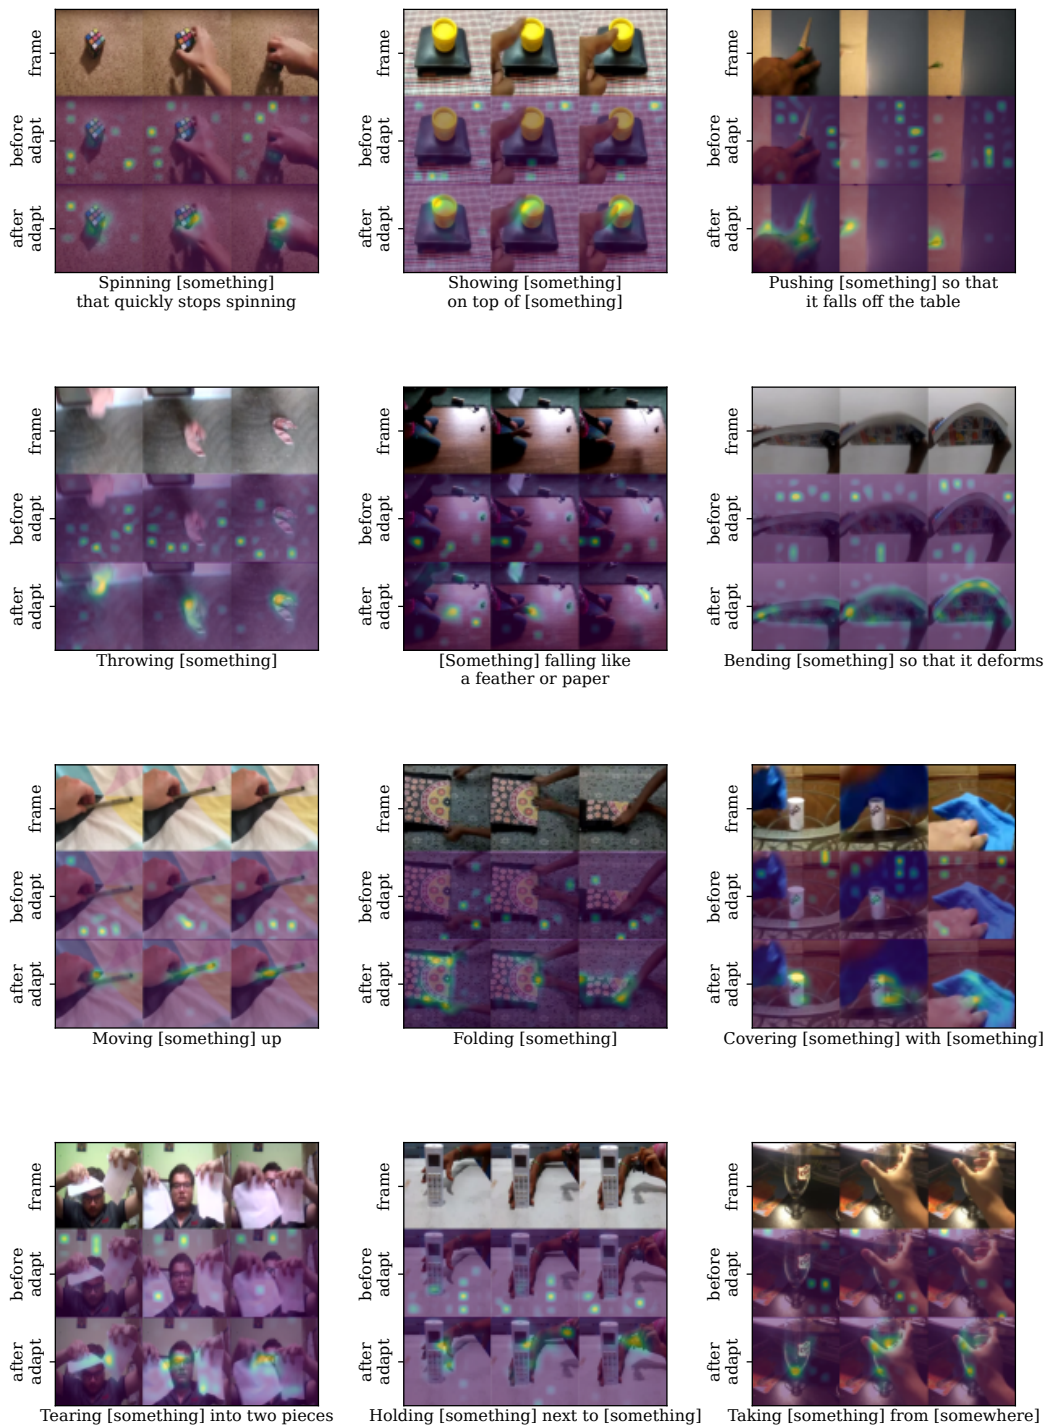 frame
before
adapt
after
adapt
Spinning [something]
that quickly stops spinning
frame
before
adapt
after
adapt
Showing [something]
on top of [something]
frame
before
adapt
after
adapt
Pushing [something] so that
it falls off the table
frame
before
adapt
after
adapt
Throwing [something]
frame
before
adapt
after
adapt
[Something] falling like
a feather or paper
frame
before
adapt
after
adapt
Bending [something] so that it deforms
frame
before
adapt
after
adapt
Moving [something] up
frame
before
adapt
after
adapt
Folding [something]
frame
before
adapt
after
adapt
Covering [something] with [something]
frame
before
adapt
after
adapt
Tearing [something] into two pieces
frame
before
adapt
after
adapt
Holding [something] next to [something]
frame
before
adapt
after
adapt
Taking [something] from [somewhere]